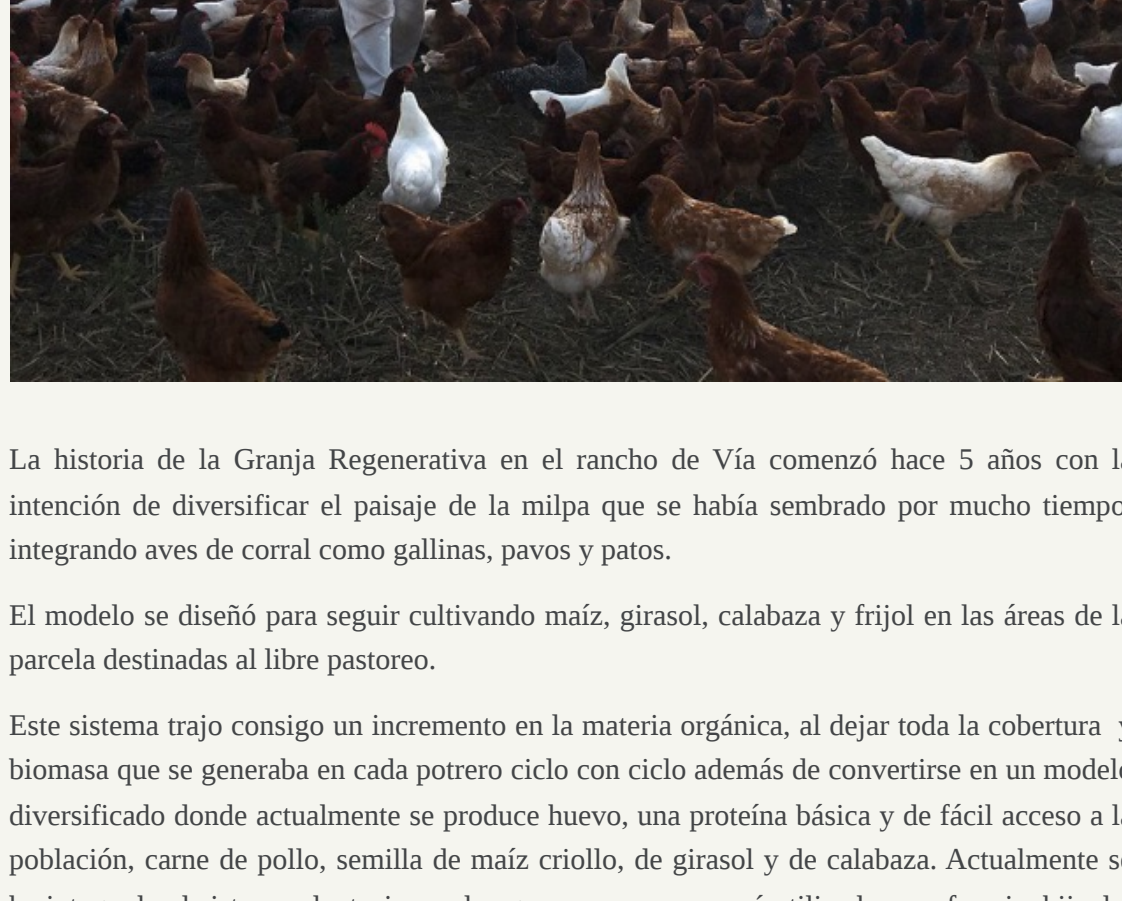 La historia de la Granja Regenerativa en el rancho de Vía comenzó hace 5 años con l
intención de diversificar el paisaje de la milpa que se había sembrado por mucho tiempo
integrando aves de corral como gallinas, pavos y patos.
El modelo se diseñó para seguir cultivando maíz, girasol, calabaza y frijol en las áreas de l
parcela destinadas al libre pastoreo.
Este sistema trajo consigo un incremento en la materia orgánica, al dejar toda la cobertura y
biomasa que se generaba en cada potrero ciclo con ciclo además de convertirse en un model
diversificado donde actualmente se produce huevo, una proteína básica y de fácil acceso a l
población, carne de pollo, semilla de maíz criollo, de girasol y de calabaza. Actualmente s